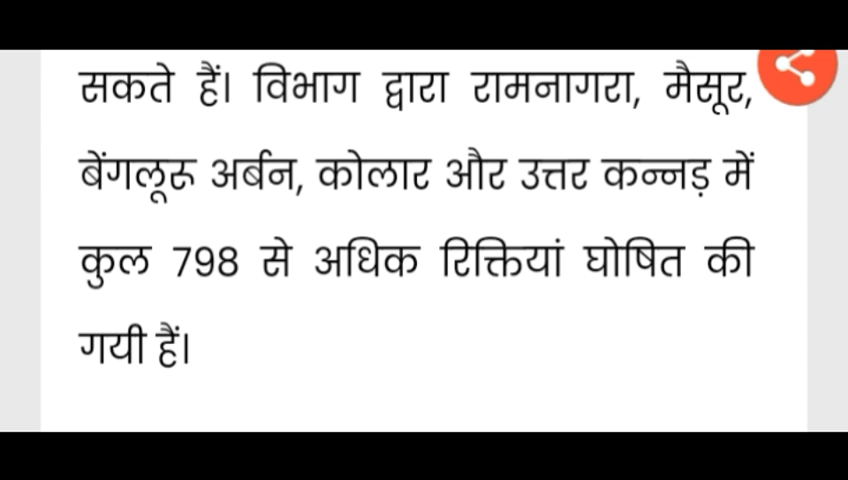 सकते हैं। विभाग द्वारा रामनागरा, मैसूर,
बेंगलूरू अर्बन, कोलार और उत्तर कन्नड़ में
कुल 798 से अधिक रिक्तियां घोषित की
गयी हैं।